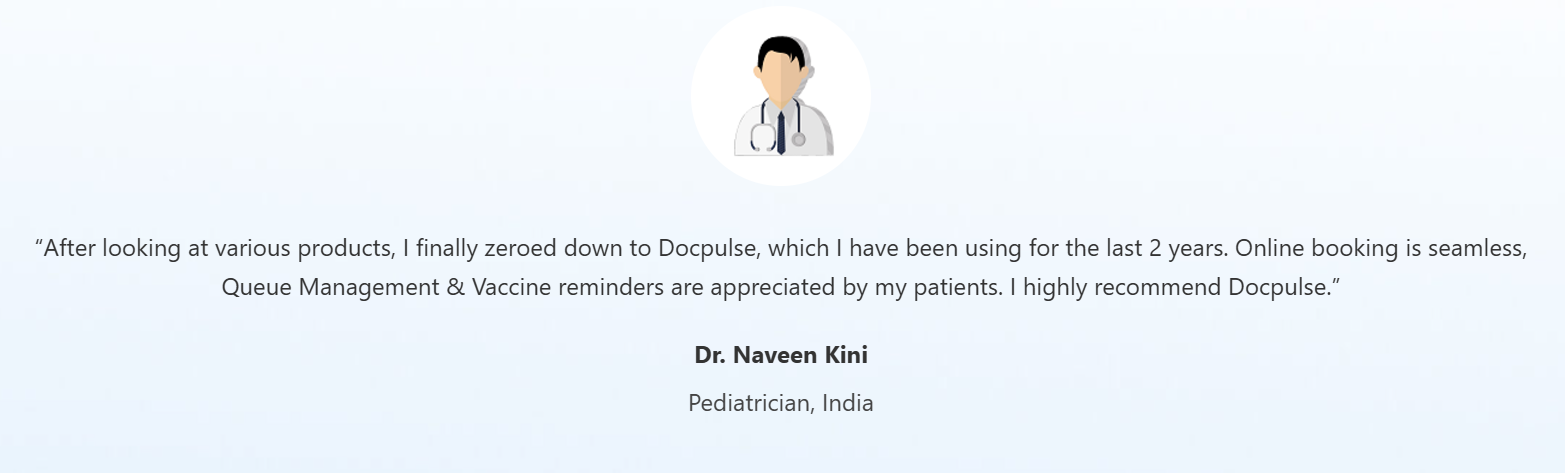 “After looking at various products, I finally zeroed down to Docpulse, which I have been using for the last 2 years. Online booking is seamless,
Queue Management & Vaccine reminders are appreciated by my patients. I highly recommend Docpulse.”
Dr. Naveen Kini
Pediatrician, India